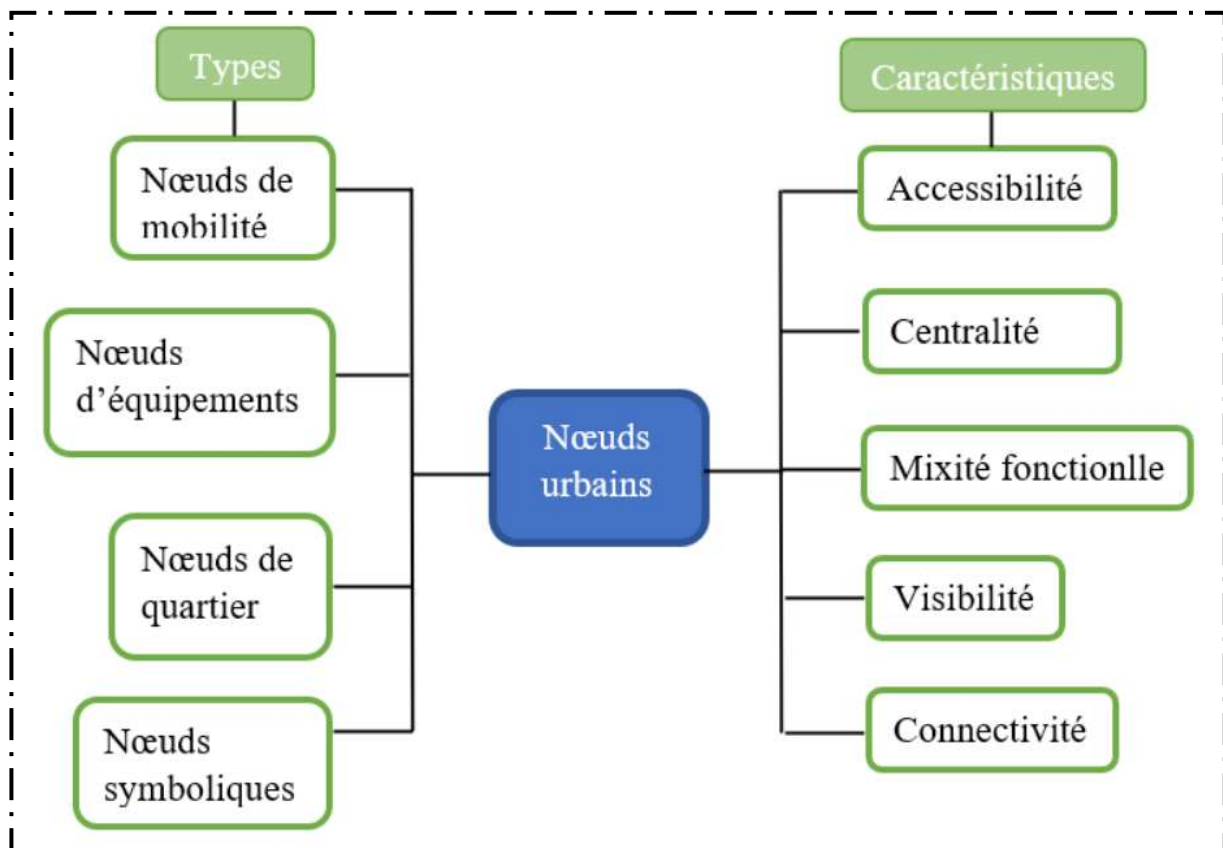 Types
Nœuds de
mobilité
Nœuds
d’équipements
Nœuds de
quartier
Nœuds
symboliques
Nœuds
urbains
Caractéristiques
Accessibilité
Centralité
Mixité fonctionlle
Visibilité
Connectivité